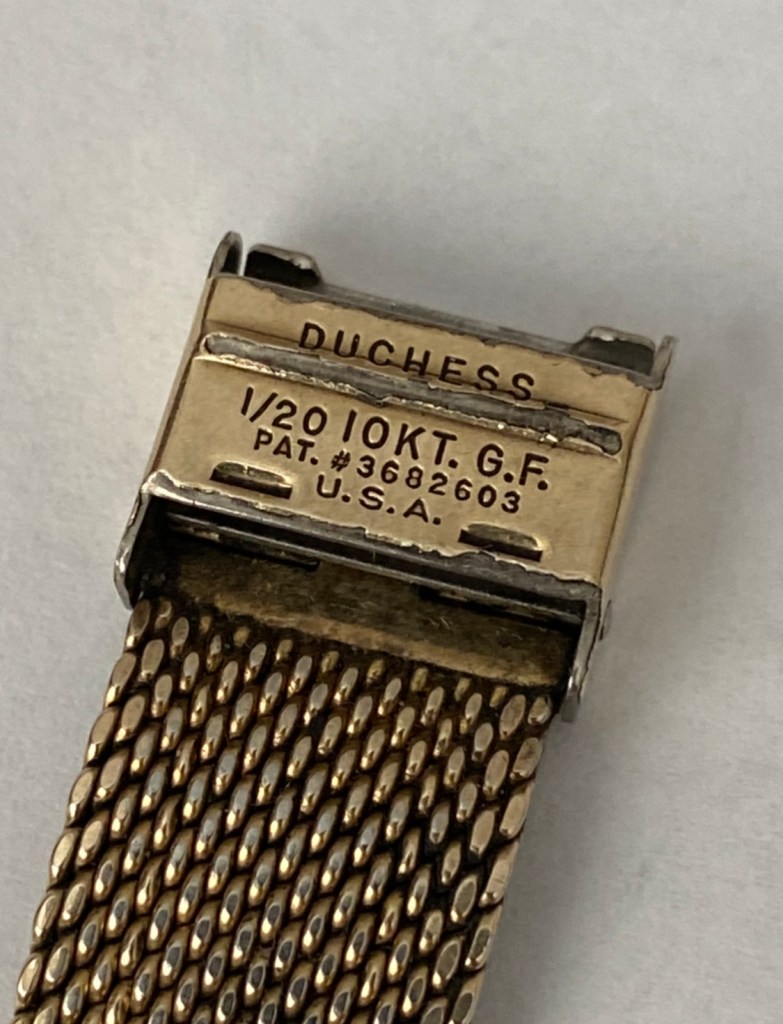 DUCHESS
1/20 10KT. G.F.
PAT. #3682603
U.S.A.